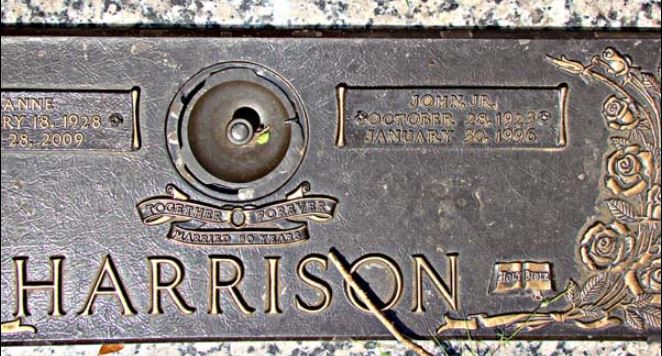 ANNE
RY 18, 1928
28, 2009
JOHN, JR.
OCTOBER 28, 1923
JANUARY 30, 1996
TOGETHER FOREVER
MARRIED 50 YEARS
HARRISON
HOLY BIBLE